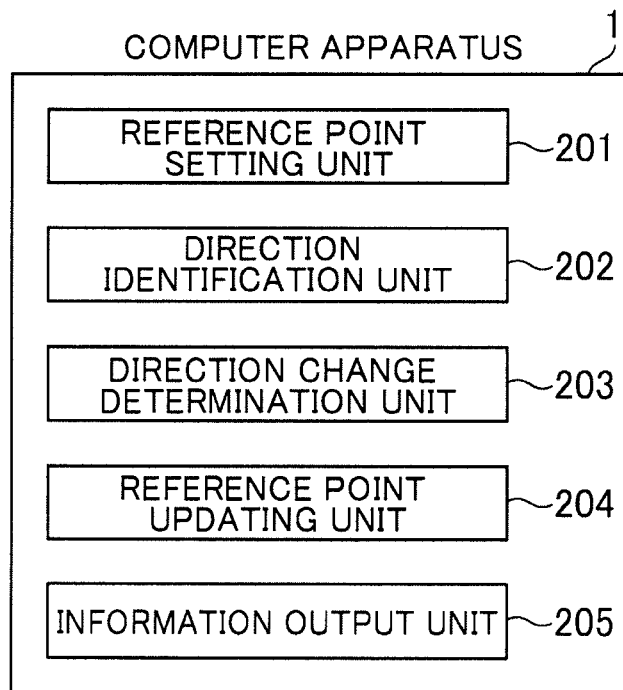 1
COMPUTER APPARATUS
REFERENCE POINT
SETTING UNIT
201
DIRECTION
IDENTIFICATION UNIT
202
DIRECTION CHANGE
DETERMINATION UNIT
203
REFERENCE POINT
UPDATING UNIT
204
INFORMATION OUTPUT UNIT
205